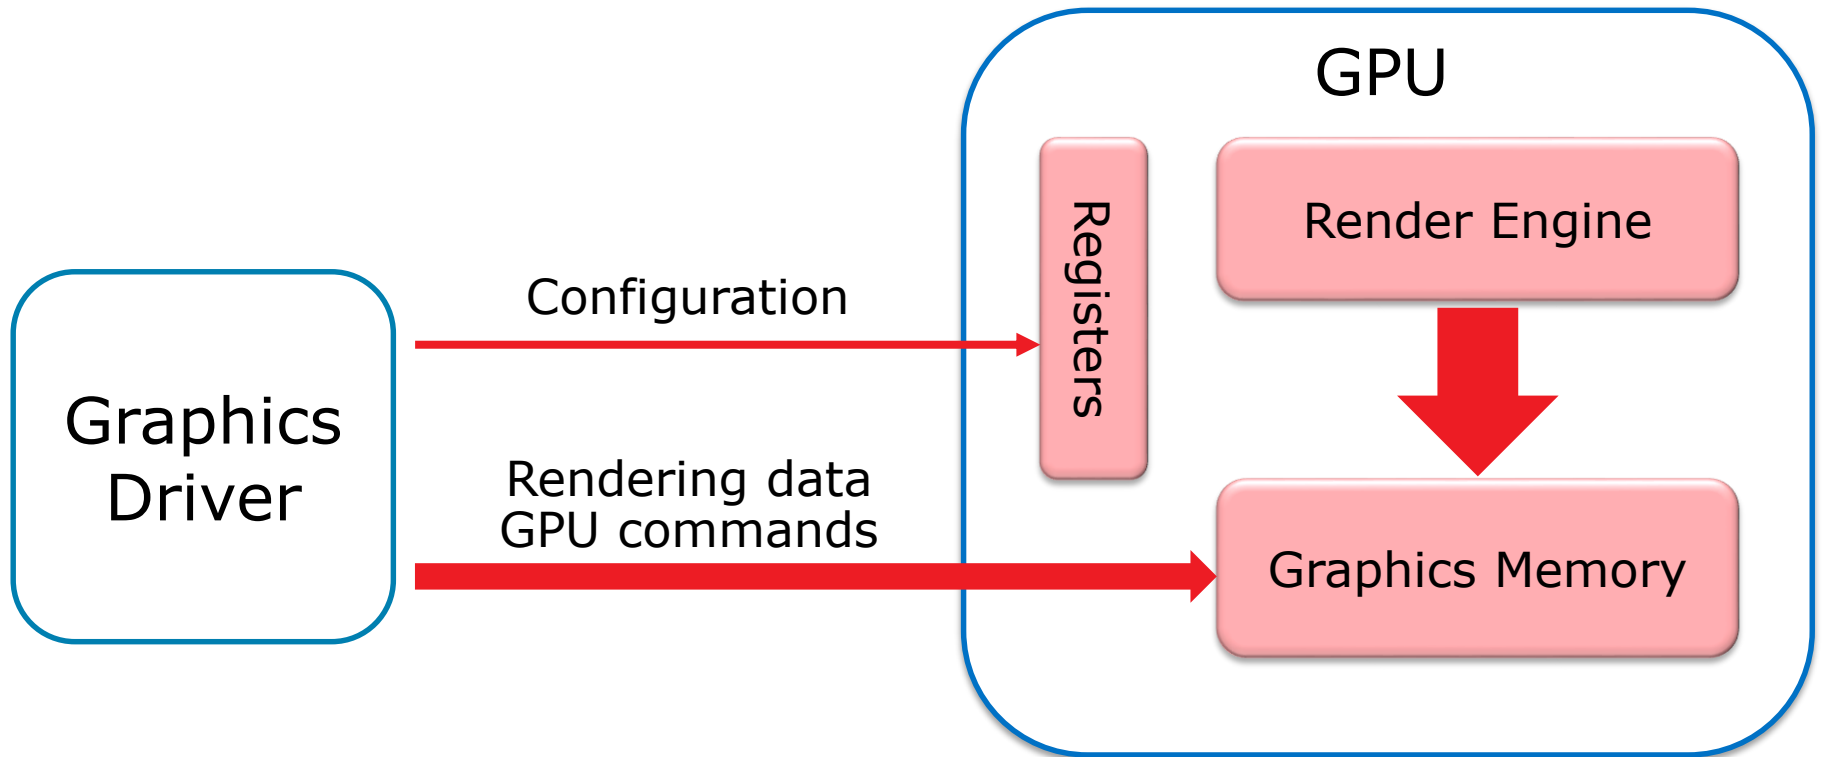 GPU
Registers
Render Engine
Configuration
Graphics
Driver
Rendering data
GPU commands
Graphics Memory